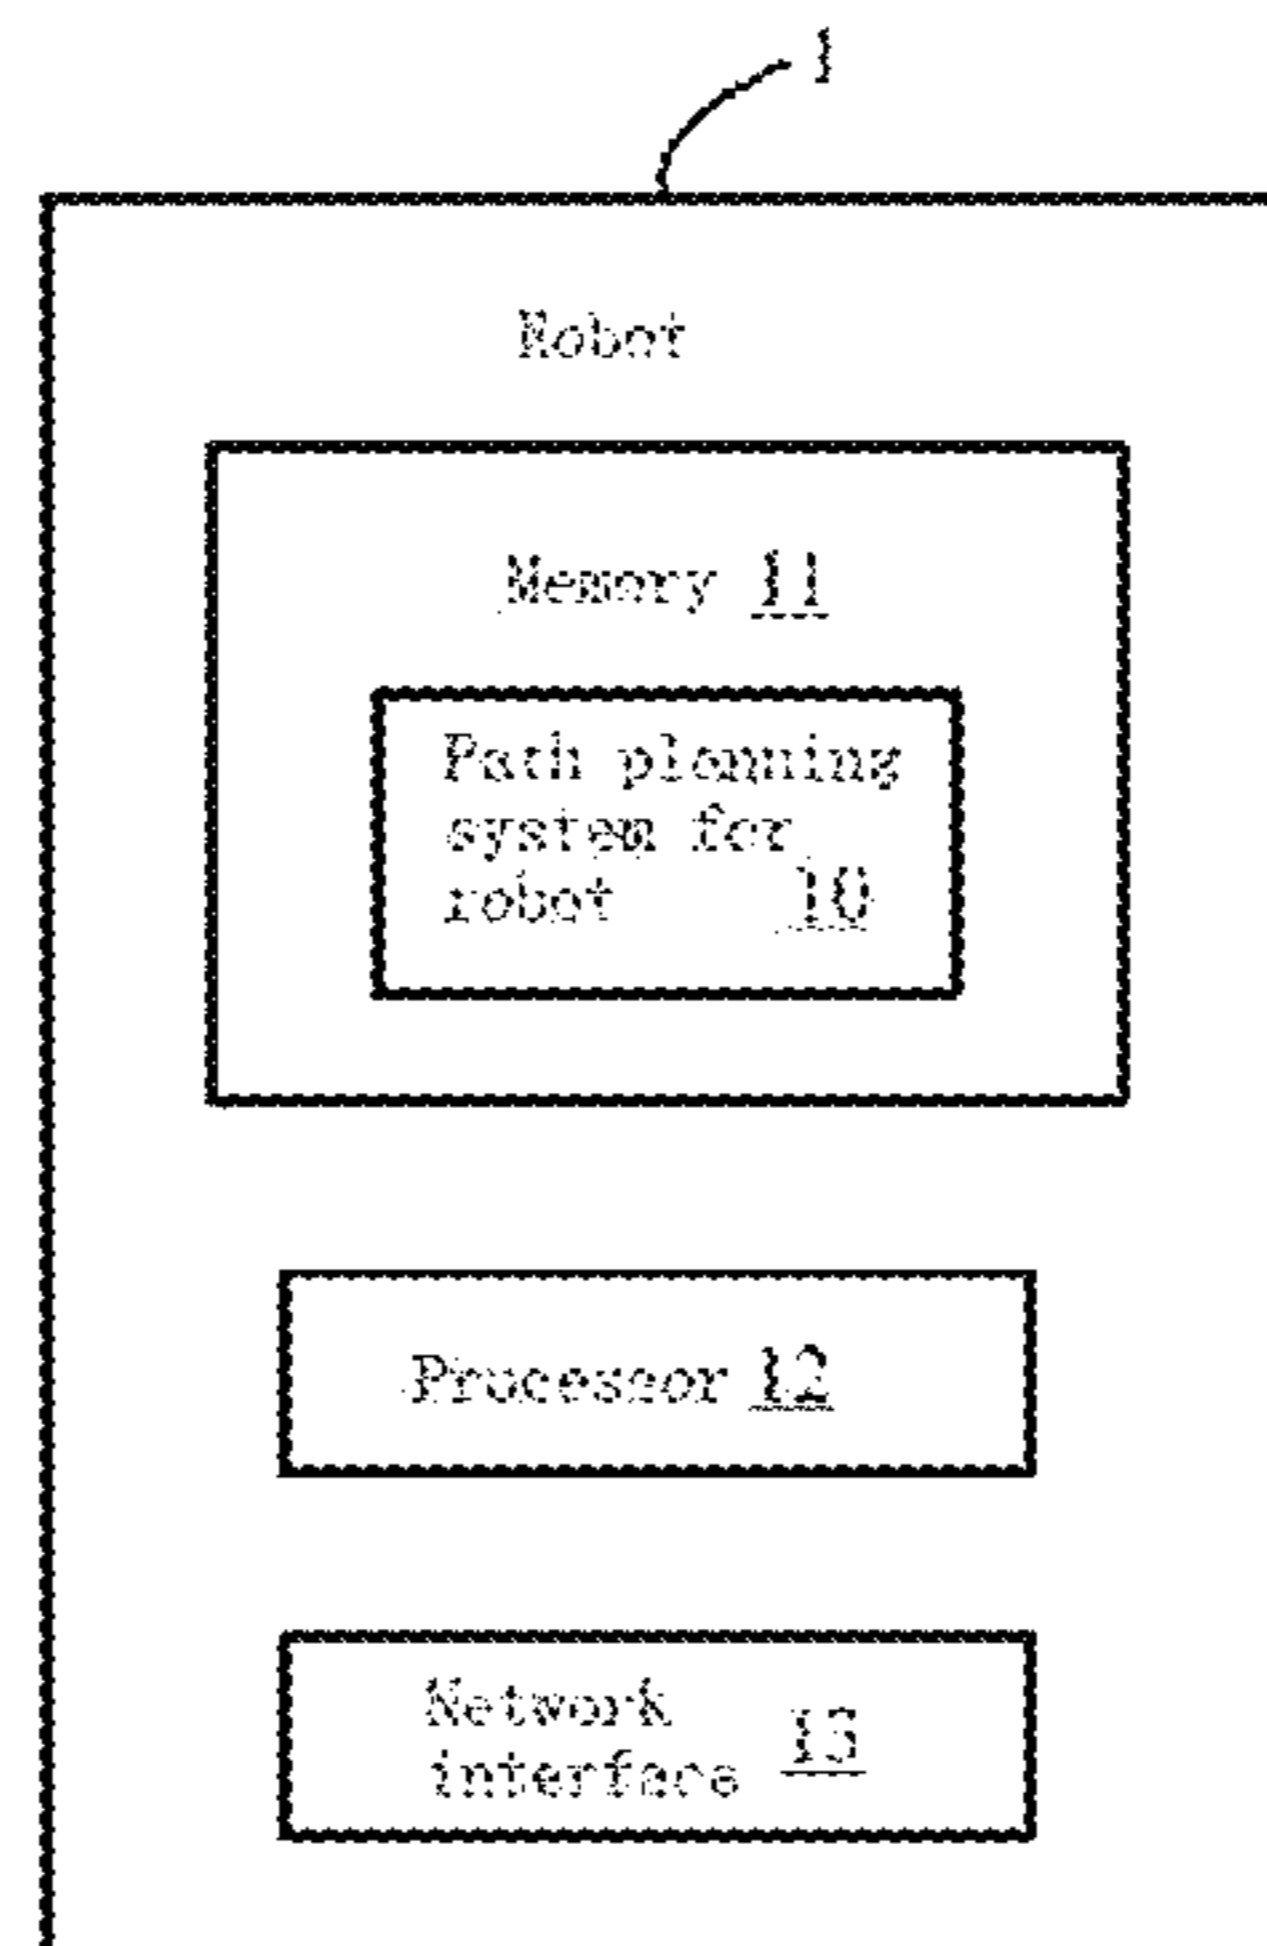 1
Robot
Memory 11
Path planning
system for
robot 10
Processor 12
Network
interface 13